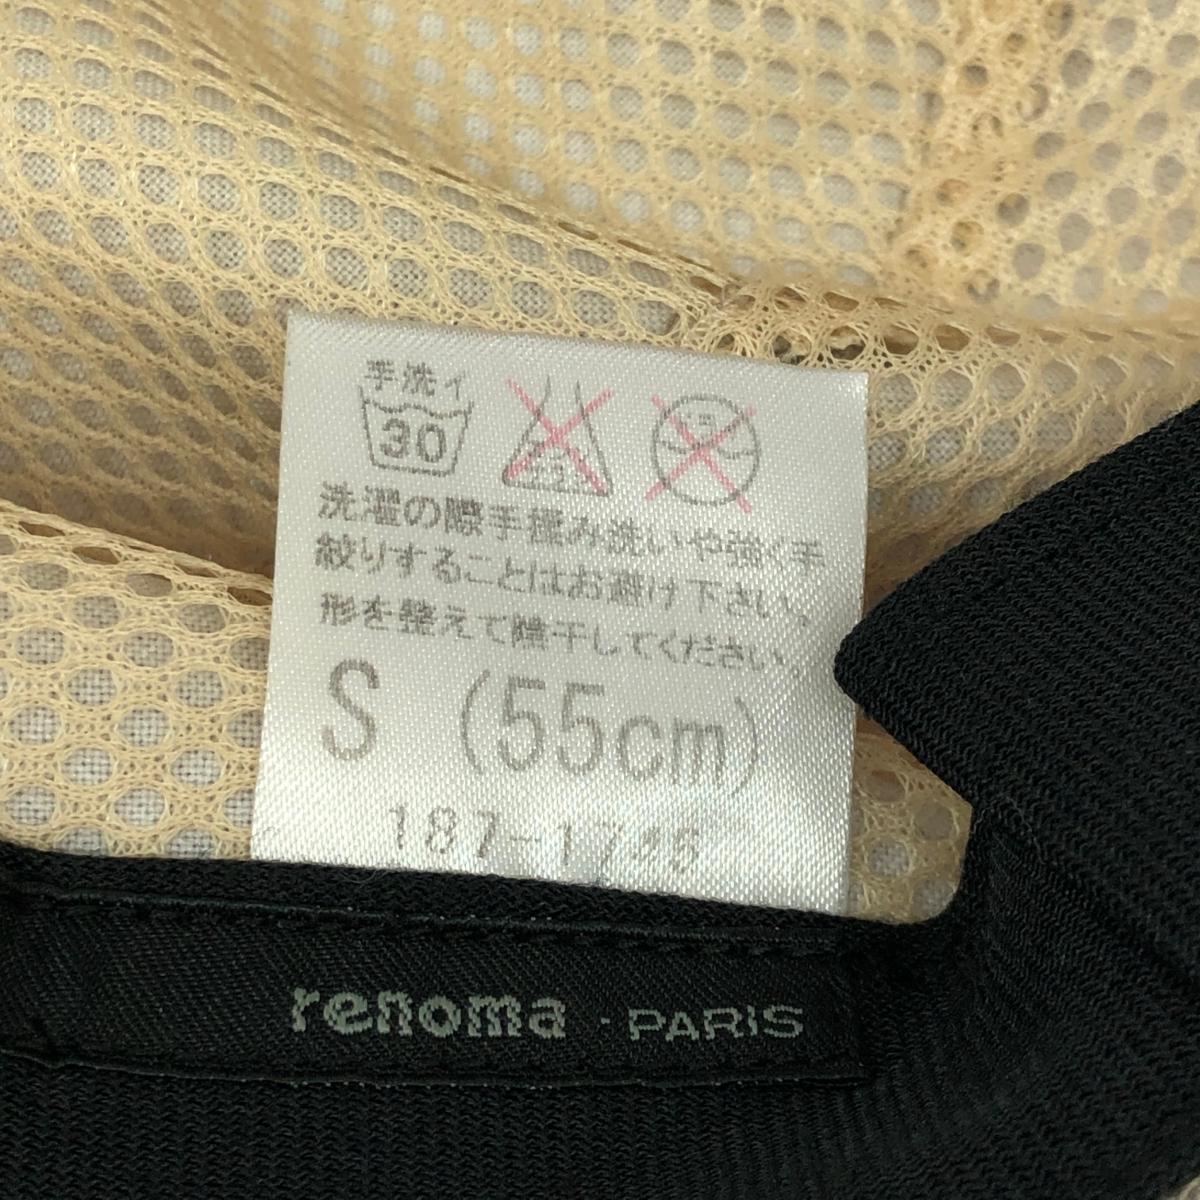 手洗イ
30
洗濯の際手揉み洗いや強く手
絞りすることはお避け下さい。
形を整えて陰干してください。
S (55cm)
renoma · PARIS